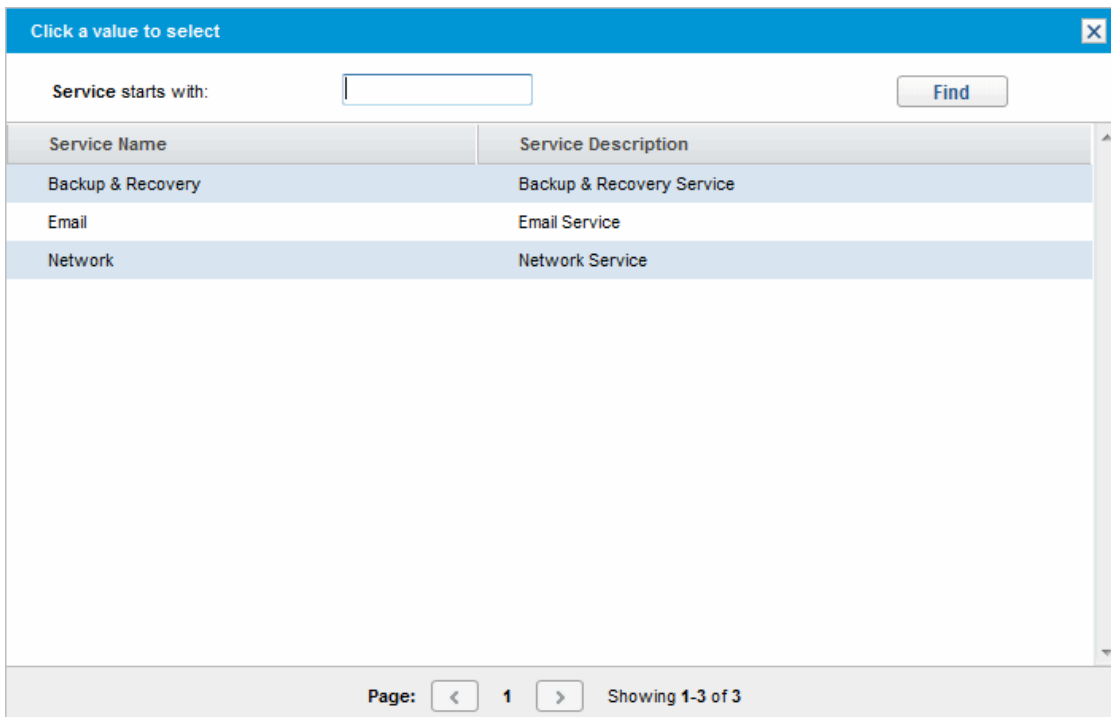 Click a value to select
Service starts with: Find
Service Name Service Description
Backup & Recovery Backup & Recovery Service
Email Email Service
Network Network Service
Page: < 1 > Showing 1-3 of 3